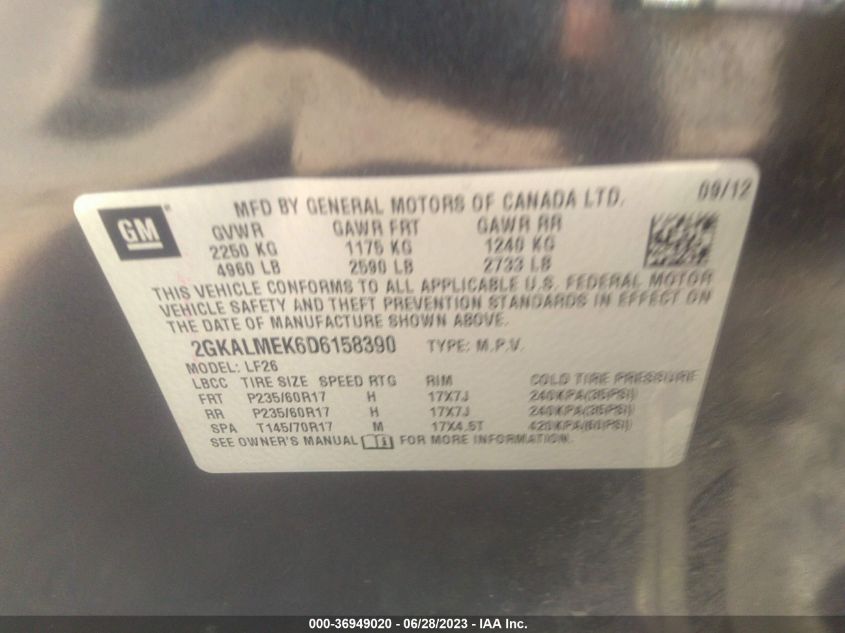 GM
MFD BY GENERAL MOTORS OF CANADA LTD. 09/12
GVWR GAWR FRT GAWR RR
2250 KG 1175 KG 1240 KG
4960 LB 2590 LB 2733 LB
THIS VEHICLE CONFORMS TO ALL APPLICABLE U.S. FEDERAL MOTOR
VEHICLE SAFETY AND THEFT PREVENTION STANDARDS IN EFFECT ON
THE DATE OF MANUFACTURE SHOWN ABOVE.
2GKALMEK6D6158390 TYPE: M.P.V.
MODEL: LF26
LBCC TIRE SIZE SPEED RTG RIM COLD TIRE PRESSURE
FRT P235/60R17 H 17X7J 240KPA(35PSI)
RR P235/60R17 H 17X7J 240KPA(35PSI)
SPA T145/70R17 M 17X4.5T 420KPA(60PSI)
SEE OWNER'S MANUAL FOR MORE INFORMATION.
000-36949020 / 06/28/2023 - IAA Inc.